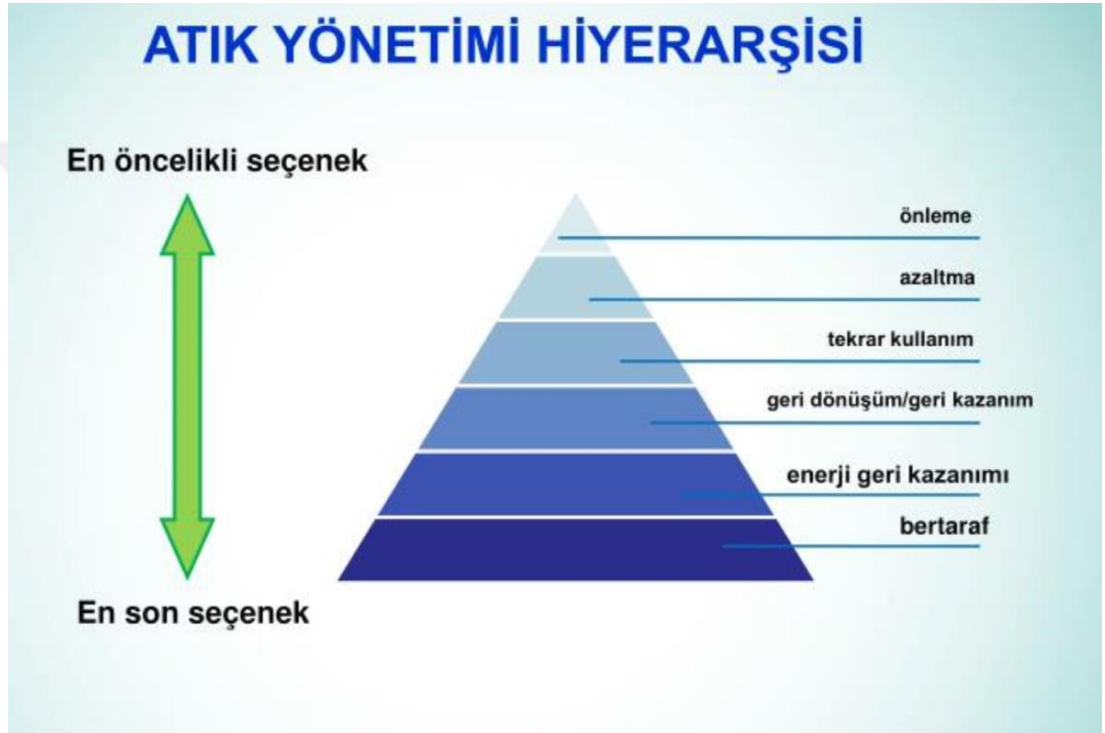 ATIK YÖNETİMİ HİYERARŞİSİ
En öncelikli seçenek
önleme
azaltma
tekrar kullanım
geri dönüşüm/geri kazanım
enerji geri kazanımı
bertaraf
En son seçenek